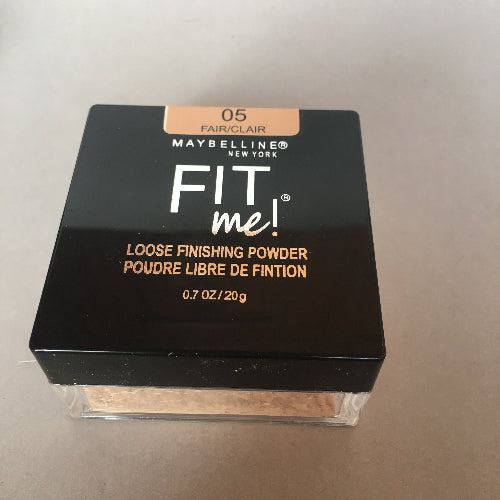 05
FAIR/CLAIR
MAYBELLINE®
NEW YORK
FIT
me!®
LOOSE FINISHING POWDER
POUDRE LIBRE DE FINTION
0.7 OZ/20g